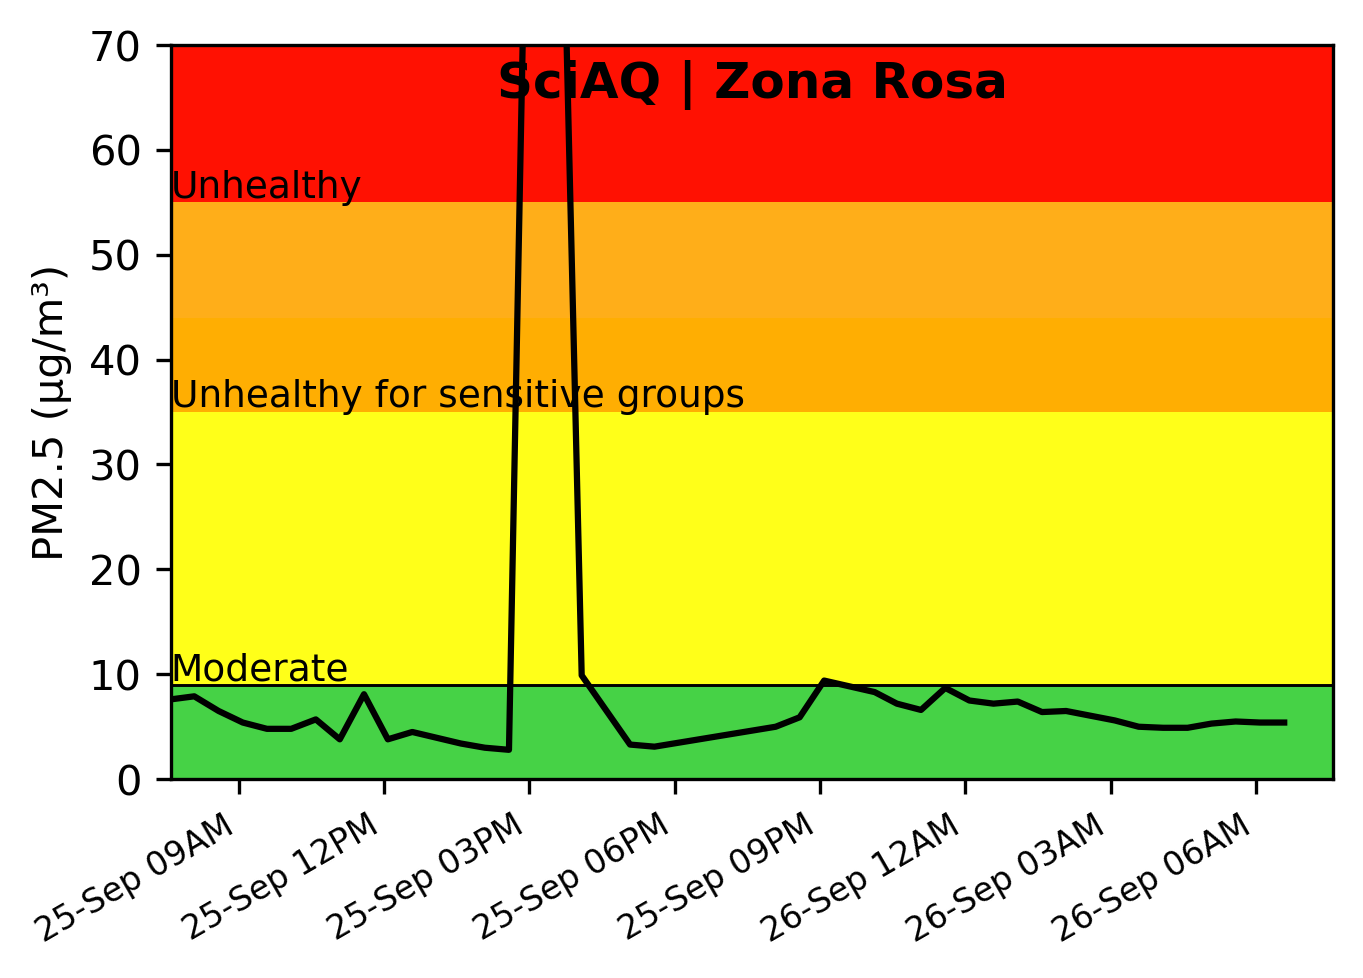 SciAQ | Zona Rosa
PM2.5 (µg/m³)
70
60
50
40
30
20
10
0
Unhealthy
Unhealthy for sensitive groups
Moderate
25-Sep 09AM
25-Sep 12PM
25-Sep 03PM
25-Sep 06PM
25-Sep 09PM
26-Sep 12AM
26-Sep 03AM
26-Sep 06AM